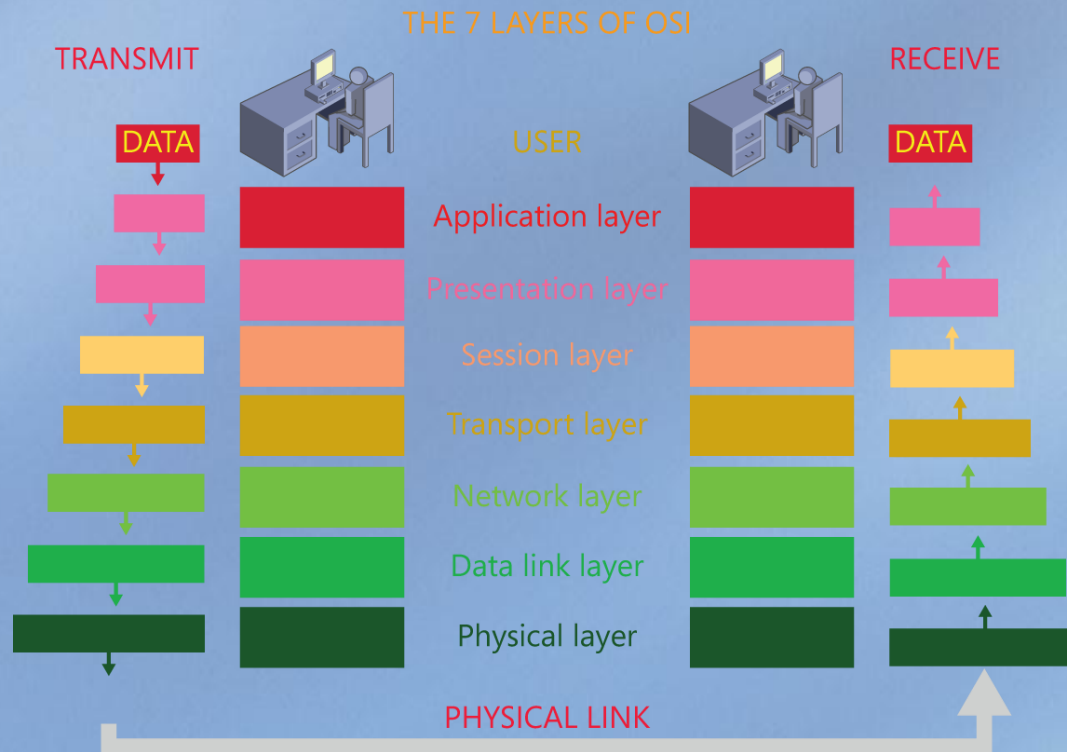 THE 7 LAYERS OF OSI
TRANSMIT
RECEIVE
DATA
USER
DATA
Application layer
Presentation layer
Session layer
Transport layer
Network layer
Data link layer
Physical layer
PHYSICAL LINK